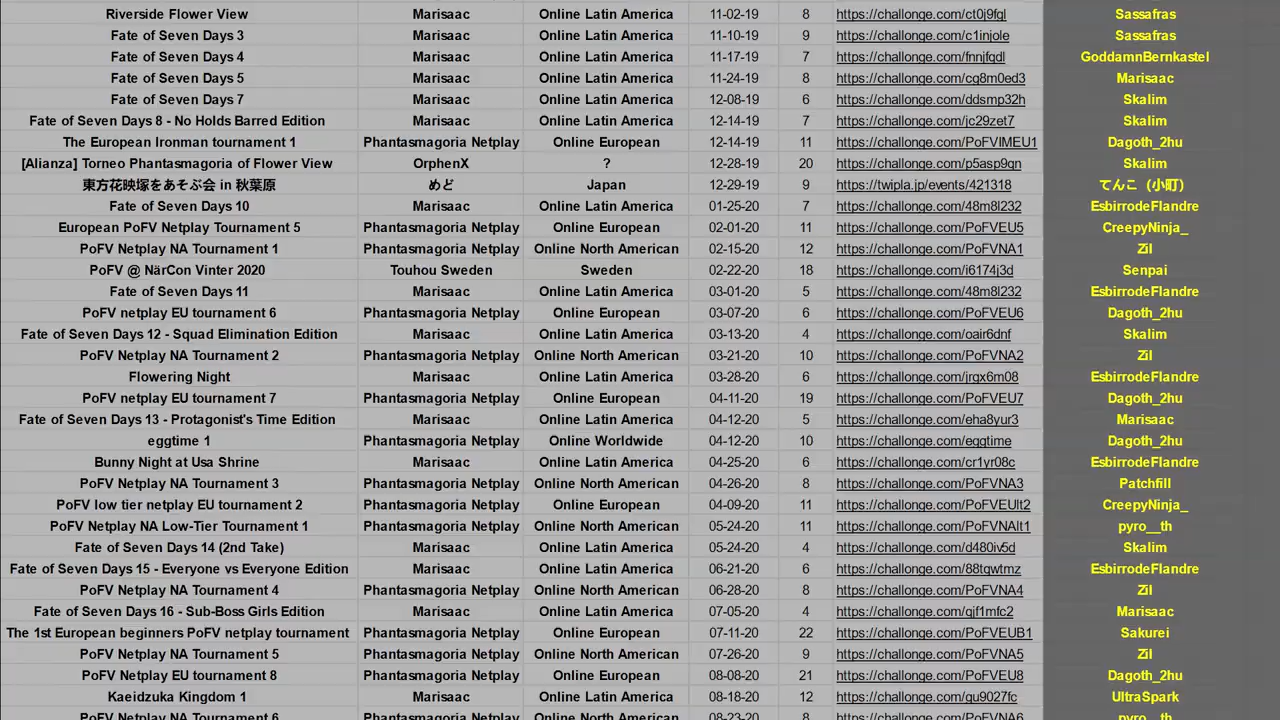 Riverside Flower View Marisaac Online Latin America 11-02-19 8 https://challonge.com/ct0j9fgl Sassafras
Fate of Seven Days 3 Marisaac Online Latin America 11-10-19 9 https://challonge.com/c1injole Sassafras
Fate of Seven Days 4 Marisaac Online Latin America 11-17-19 7 https://challonge.com/fnnjfqdl GoddamnBernkastel
Fate of Seven Days 5 Marisaac Online Latin America 11-24-19 8 https://challonge.com/cg8m0ed3 Marisaac
Fate of Seven Days 7 Marisaac Online Latin America 12-08-19 6 https://challonge.com/ddsmp32h Skalim
Fate of Seven Days 8 - No Holds Barred Edition Marisaac Online Latin America 12-14-19 7 https://challonge.com/jc29zet7 Skalim
The European Ironman tournament 1 Phantasmagoria Netplay Online European 12-14-19 11 https://challonge.com/PoFVIMEU1 Dagoth_2hu
[Alianza] Torneo Phantasmagoria of Flower View OrphenX ? 12-28-19 20 https://challonge.com/p5asp9qn Skalim
東方花映塚をあそぶ会 in 秋葉原 めど Japan 12-29-19 9 https://twipla.jp/events/421318 てんこ（小町）
Fate of Seven Days 10 Marisaac Online Latin America 01-25-20 7 https://challonge.com/48m8l232 EsbirrodeFlandre
European PoFV Netplay Tournament 5 Phantasmagoria Netplay Online European 02-01-20 11 https://challonge.com/PoFVEU5 CreepyNinja_
PoFV Netplay NA Tournament 1 Phantasmagoria Netplay Online North American 02-15-20 12 https://challonge.com/PoFVNA1 Zil
PoFV @ NärCon Vinter 2020 Touhou Sweden Sweden 02-22-20 18 https://challonge.com/i6174j3d Senpai
Fate of Seven Days 11 Marisaac Online Latin America 03-01-20 5 https://challonge.com/48m8l232 EsbirrodeFlandre
PoFV netplay EU tournament 6 Phantasmagoria Netplay Online European 03-07-20 6 https://challonge.com/PoFVEU6 Dagoth_2hu
Fate of Seven Days 12 - Squad Elimination Edition Marisaac Online Latin America 03-13-20 4 https://challonge.com/oair6dnf Skalim
PoFV Netplay NA Tournament 2 Phantasmagoria Netplay Online North American 03-21-20 10 https://challonge.com/PoFVNA2 Zil
Flowering Night Marisaac Online Latin America 03-28-20 6 https://challonge.com/jrgx6m08 EsbirrodeFlandre
PoFV netplay EU tournament 7 Phantasmagoria Netplay Online European 04-11-20 19 https://challonge.com/PoFVEU7 Dagoth_2hu
Fate of Seven Days 13 - Protagonist's Time Edition Marisaac Online Latin America 04-12-20 5 https://challonge.com/eha8yur3 Marisaac
eggtime 1 Phantasmagoria Netplay Online Worldwide 04-12-20 10 https://challonge.com/eggtime Dagoth_2hu
Bunny Night at Usa Shrine Marisaac Online Latin America 04-25-20 6 https://challonge.com/cr1yr08c EsbirrodeFlandre
PoFV Netplay NA Tournament 3 Phantasmagoria Netplay Online North American 04-26-20 8 https://challonge.com/PoFVNA3 Patchfill
PoFV low tier netplay EU tournament 2 Phantasmagoria Netplay Online European 04-09-20 11 https://challonge.com/PoFVEUlt2 CreepyNinja_
PoFV Netplay NA Low-Tier Tournament 1 Phantasmagoria Netplay Online North American 05-24-20 11 https://challonge.com/PoFVNAlt1 pyro__th
Fate of Seven Days 14 (2nd Take) Marisaac Online Latin America 05-24-20 4 https://challonge.com/d480iv5d Skalim
Fate of Seven Days 15 - Everyone vs Everyone Edition Marisaac Online Latin America 06-21-20 6 https://challonge.com/88tqwtmz EsbirrodeFlandre
PoFV Netplay NA Tournament 4 Phantasmagoria Netplay Online North American 06-28-20 8 https://challonge.com/PoFVNA4 Zil
Fate of Seven Days 16 - Sub-Boss Girls Edition Marisaac Online Latin America 07-05-20 4 https://challonge.com/qjf1mfc2 Marisaac
The 1st European beginners PoFV netplay tournament Phantasmagoria Netplay Online European 07-11-20 22 https://challonge.com/PoFVEUB1 Sakurei
PoFV Netplay NA Tournament 5 Phantasmagoria Netplay Online North American 07-26-20 9 https://challonge.com/PoFVNA5 Zil
PoFV netplay EU tournament 8 Phantasmagoria Netplay Online European 08-08-20 21 https://challonge.com/PoFVEU8 Dagoth_2hu
Kaeidzuka Kingdom 1 Marisaac Online Latin America 08-18-20 12 https://challonge.com/gu9027fc UltraSpark
PoFV Netplay NA Tournament 6 Phantasmagoria Netplay Online North American 08-23-20 8 https://challonge.com/PoFVNA6 pyro__th